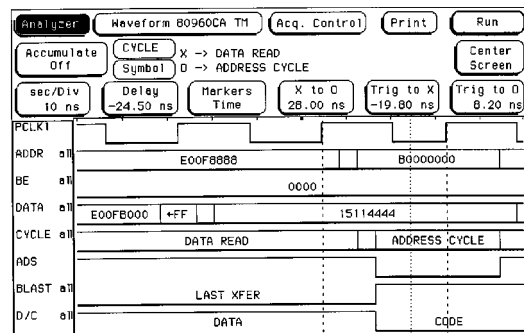 Analyzer Waveform 80960CA TM Acq. Control Print Run
Accumulate Off CYCLE X -> DATA READ Center Screen
Symbol O -> ADDRESS CYCLE
sec/Div 10 ns Delay -24.50 ns Markers Time X to O 28.00 ns Trig to X -19.80 ns Trig to O 8.20 ns
PCLK1
ADDR all E00F8888 B0000000
BE all 0000
DATA all E00FB000 ←FF 15114444
CYCLE all DATA READ ADDRESS CYCLE
ADS
BLAST all LAST XFER
D/C all DATA CODE